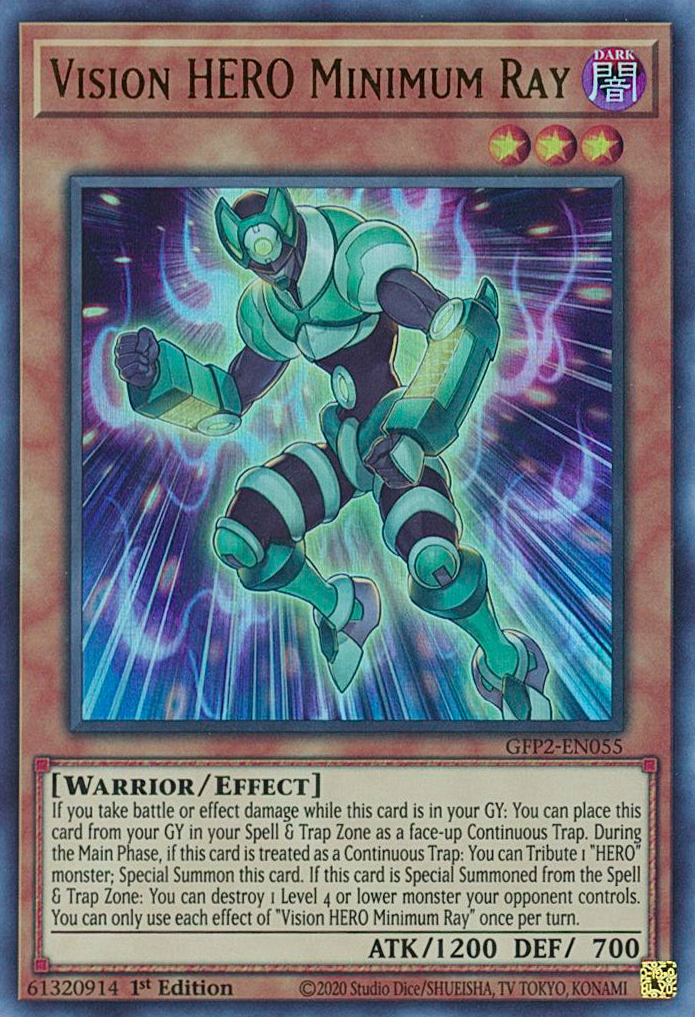 Vision HERO Minimum Ray
DARK
闇
GFP2-EN055
[Warrior/Effect]
If you take battle or effect damage while this card is in your GY: You can place this
card from your GY in your Spell & Trap Zone as a face-up Continuous Trap. During
the Main Phase, if this card is treated as a Continuous Trap: You can Tribute 1 "HERO"
monster; Special Summon this card. If this card is Special Summoned from the Spell
& Trap Zone: You can destroy 1 Level 4 or lower monster your opponent controls.
You can only use each effect of "Vision HERO Minimum Ray" once per turn.
ATK/1200 DEF/ 700
61320914 1st Edition ©2020 Studio Dice/SHUEISHA, TV TOKYO, KONAMI